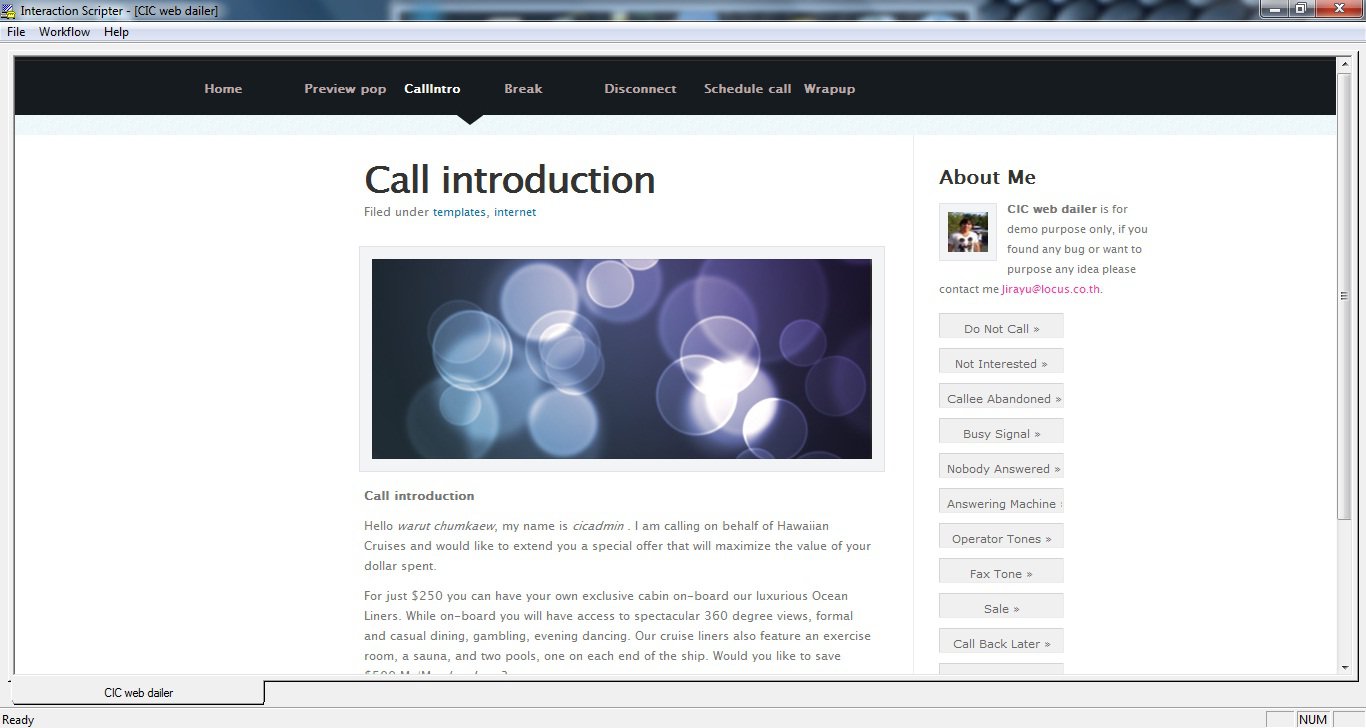 Interaction Scripter - [CIC web dailer]
File Workflow Help
Home Preview pop CallIntro Break Disconnect Schedule call Wrapup
Call introduction
Filed under templates, internet
Call introduction
Hello warut chumkaew, my name is cicadmin . I am calling on behalf of Hawaiian
Cruises and would like to extend you a special offer that will maximize the value of your
dollar spent.
For just $250 you can have your own exclusive cabin on-board our luxurious Ocean
Liners. While on-board you will have access to spectacular 360 degree views, formal
and casual dining, gambling, evening dancing. Our cruise liners also feature an exercise
room, a sauna, and two pools, one on each end of the ship. Would you like to save
About Me
CIC web dailer is for
demo purpose only, if you
found any bug or want to
purpose any idea please
contact me Jirayu@locus.co.th.
Do Not Call »
Not Interested »
Callee Abandoned »
Busy Signal »
Nobody Answered »
Answering Machine
Operator Tones »
Fax Tone »
Sale »
Call Back Later »
CIC web dailer
Ready
NUM